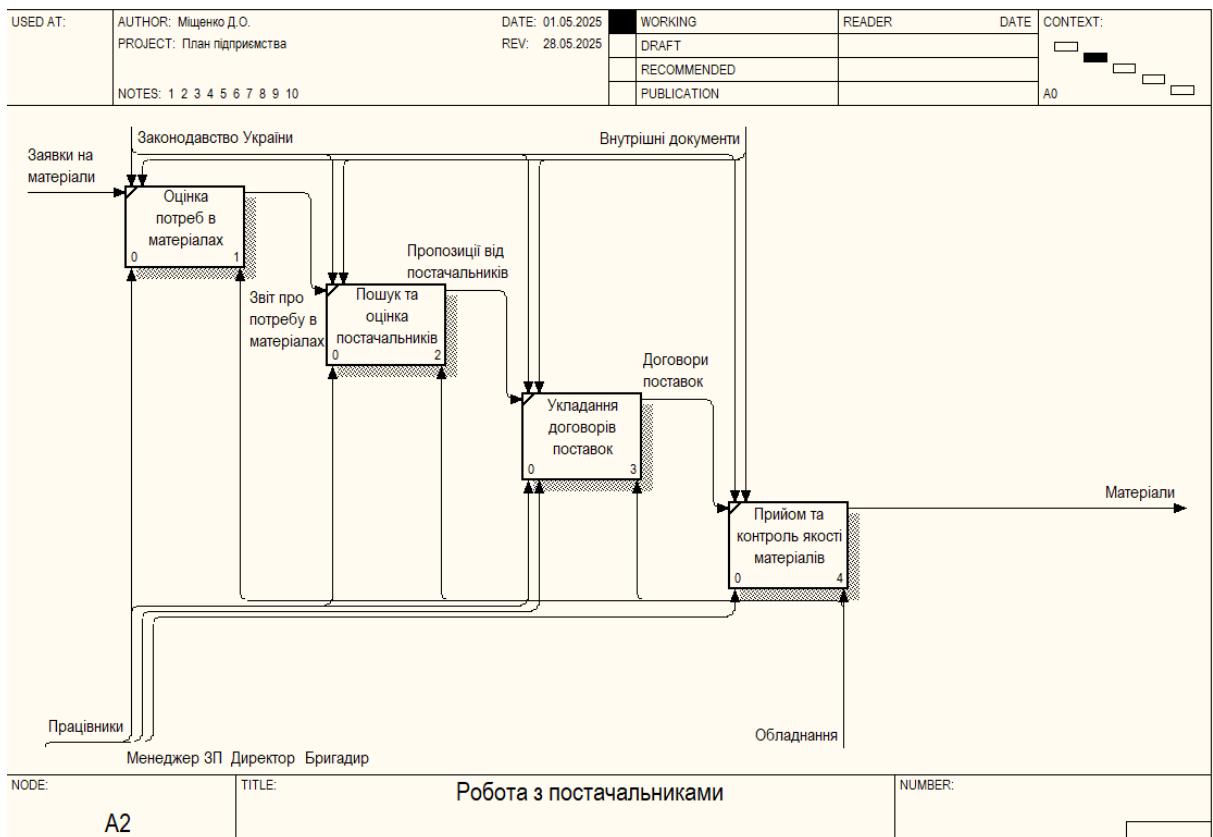 USED AT:
AUTHOR: Міщенко Д.О.
DATE: 01.05.2025
PROJECT: План підприємства
REV: 28.05.2025
NOTES: 1 2 3 4 5 6 7 8 9 10
WORKING
DRAFT
RECOMMENDED
PUBLICATION
READER
DATE
CONTEXT:
A0
Законодавство України
Внутрішні документи
Заявки на
матеріали
Оцінка
потреб в
матеріалах
0 1
Звіт про
потребу в
матеріалах
Пошук та
оцінка
постачальників
0 2
Пропозиції від
постачальників
Укладання
договорів
поставок
0 3
Договори
поставок
Прийом та
контроль якості
матеріалів
0 4
Матеріали
Працівники
Менеджер ЗП Директор Бригадир
Обладнання
NODE:
A2
TITLE:
Робота з постачальниками
NUMBER: